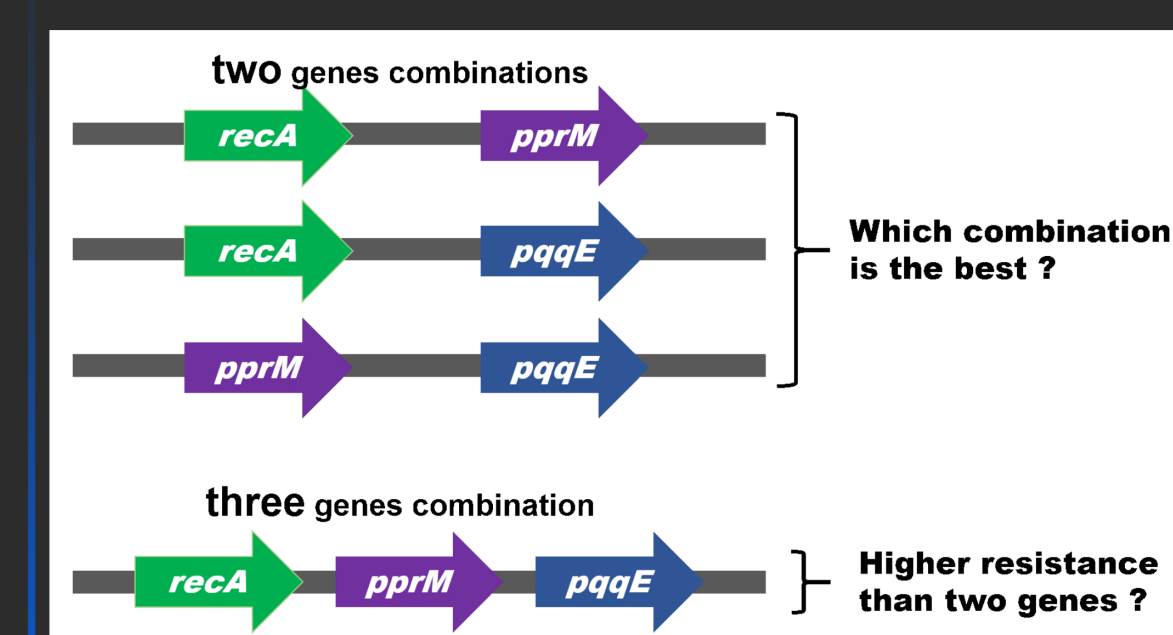 two genes combinations
recA pprM
recA pqqE
Which combination
is the best ?
pprM pqqE
three genes combination
recA pprM pqqE
Higher resistance
than two genes ?